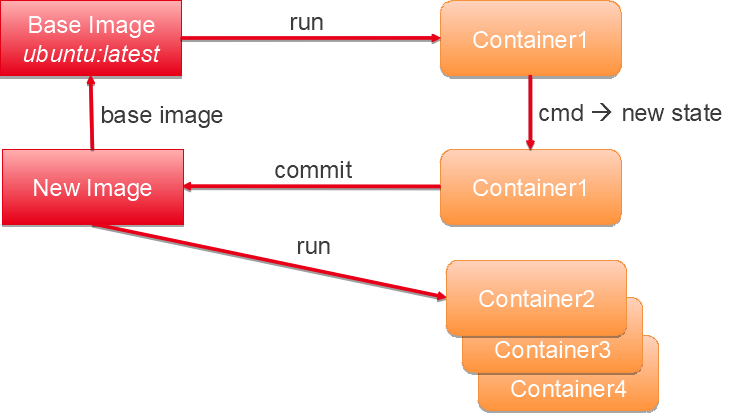 Base Image
ubuntu:latest
run
Container1
base image
cmd → new state
New Image
commit
Container1
run
Container2
Container3
Container4